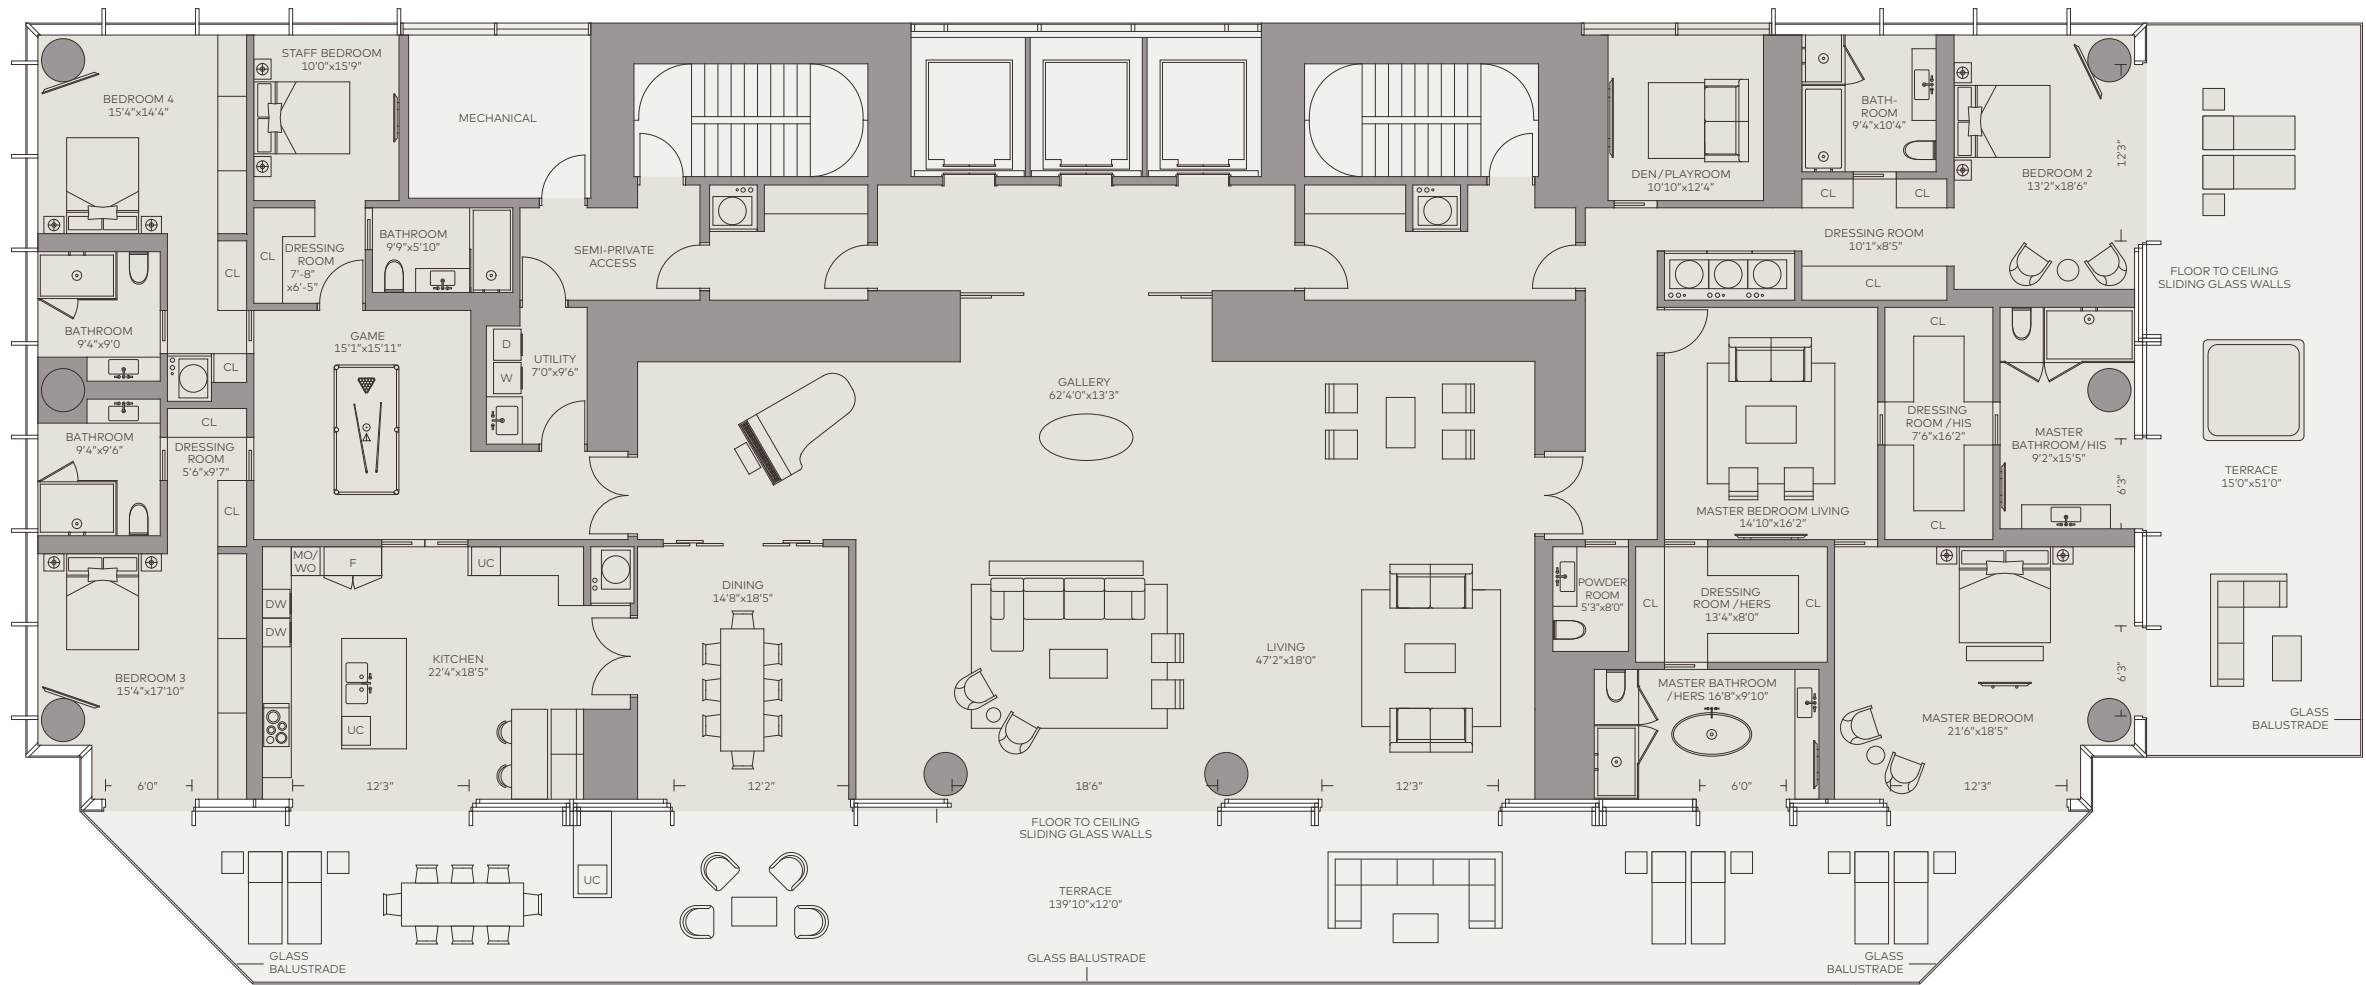 BEDROOM 4
15'4"x14'4"
STAFF BEDROOM
10'0"x15'9"
MECHANICAL
DEN/PLAYROOM
10'10"x12'4"
BATH-
ROOM
9'4"x10'4"
BEDROOM 2
13'2"x18'6"
12'3"
CL
CL
DRESSING ROOM
10'1"x8'5"
CL
CL
CL
DRESSING
ROOM
7'-8"
x6'-5"
BATHROOM
9'9"x5'10"
SEMI-PRIVATE
ACCESS
FLOOR TO CEILING
SLIDING GLASS WALLS
BATHROOM
9'4"x9'0
CL
GAME
15'1"x15'11"
D
W
UTILITY
7'0"x9'6"
GALLERY
62'4'0"x13'3"
CL
DRESSING
ROOM /HIS
7'6"x16'2"
CL
MASTER
BATHROOM/HIS
9'2"x15'5"
6'3"
TERRACE
15'0"x51'0"
BATHROOM
9'4"x9'6"
CL
DRESSING
ROOM
5'6"x9'7"
CL
MASTER BEDROOM LIVING
14'10"x16'2"
MO/
WO
F
UC
DW
DW
KITCHEN
22'4"x18'5"
UC
DINING
14'8"x18'5"
LIVING
47'2"x18'0"
POWDER
ROOM
5'3"x8'0"
CL
DRESSING
ROOM /HERS
13'4"x8'0"
CL
MASTER BATHROOM
/HERS 16'8"x9'10"
MASTER BEDROOM
21'6"x18'5"
6'3"
GLASS
BALUSTRADE
BEDROOM 3
15'4"x17'10"
6'0"
12'3"
12'2"
18'6"
12'3"
6'0"
12'3"
FLOOR TO CEILING
SLIDING GLASS WALLS
UC
TERRACE
139'10"x12'0"
GLASS
BALUSTRADE
GLASS BALUSTRADE
GLASS
BALUSTRADE